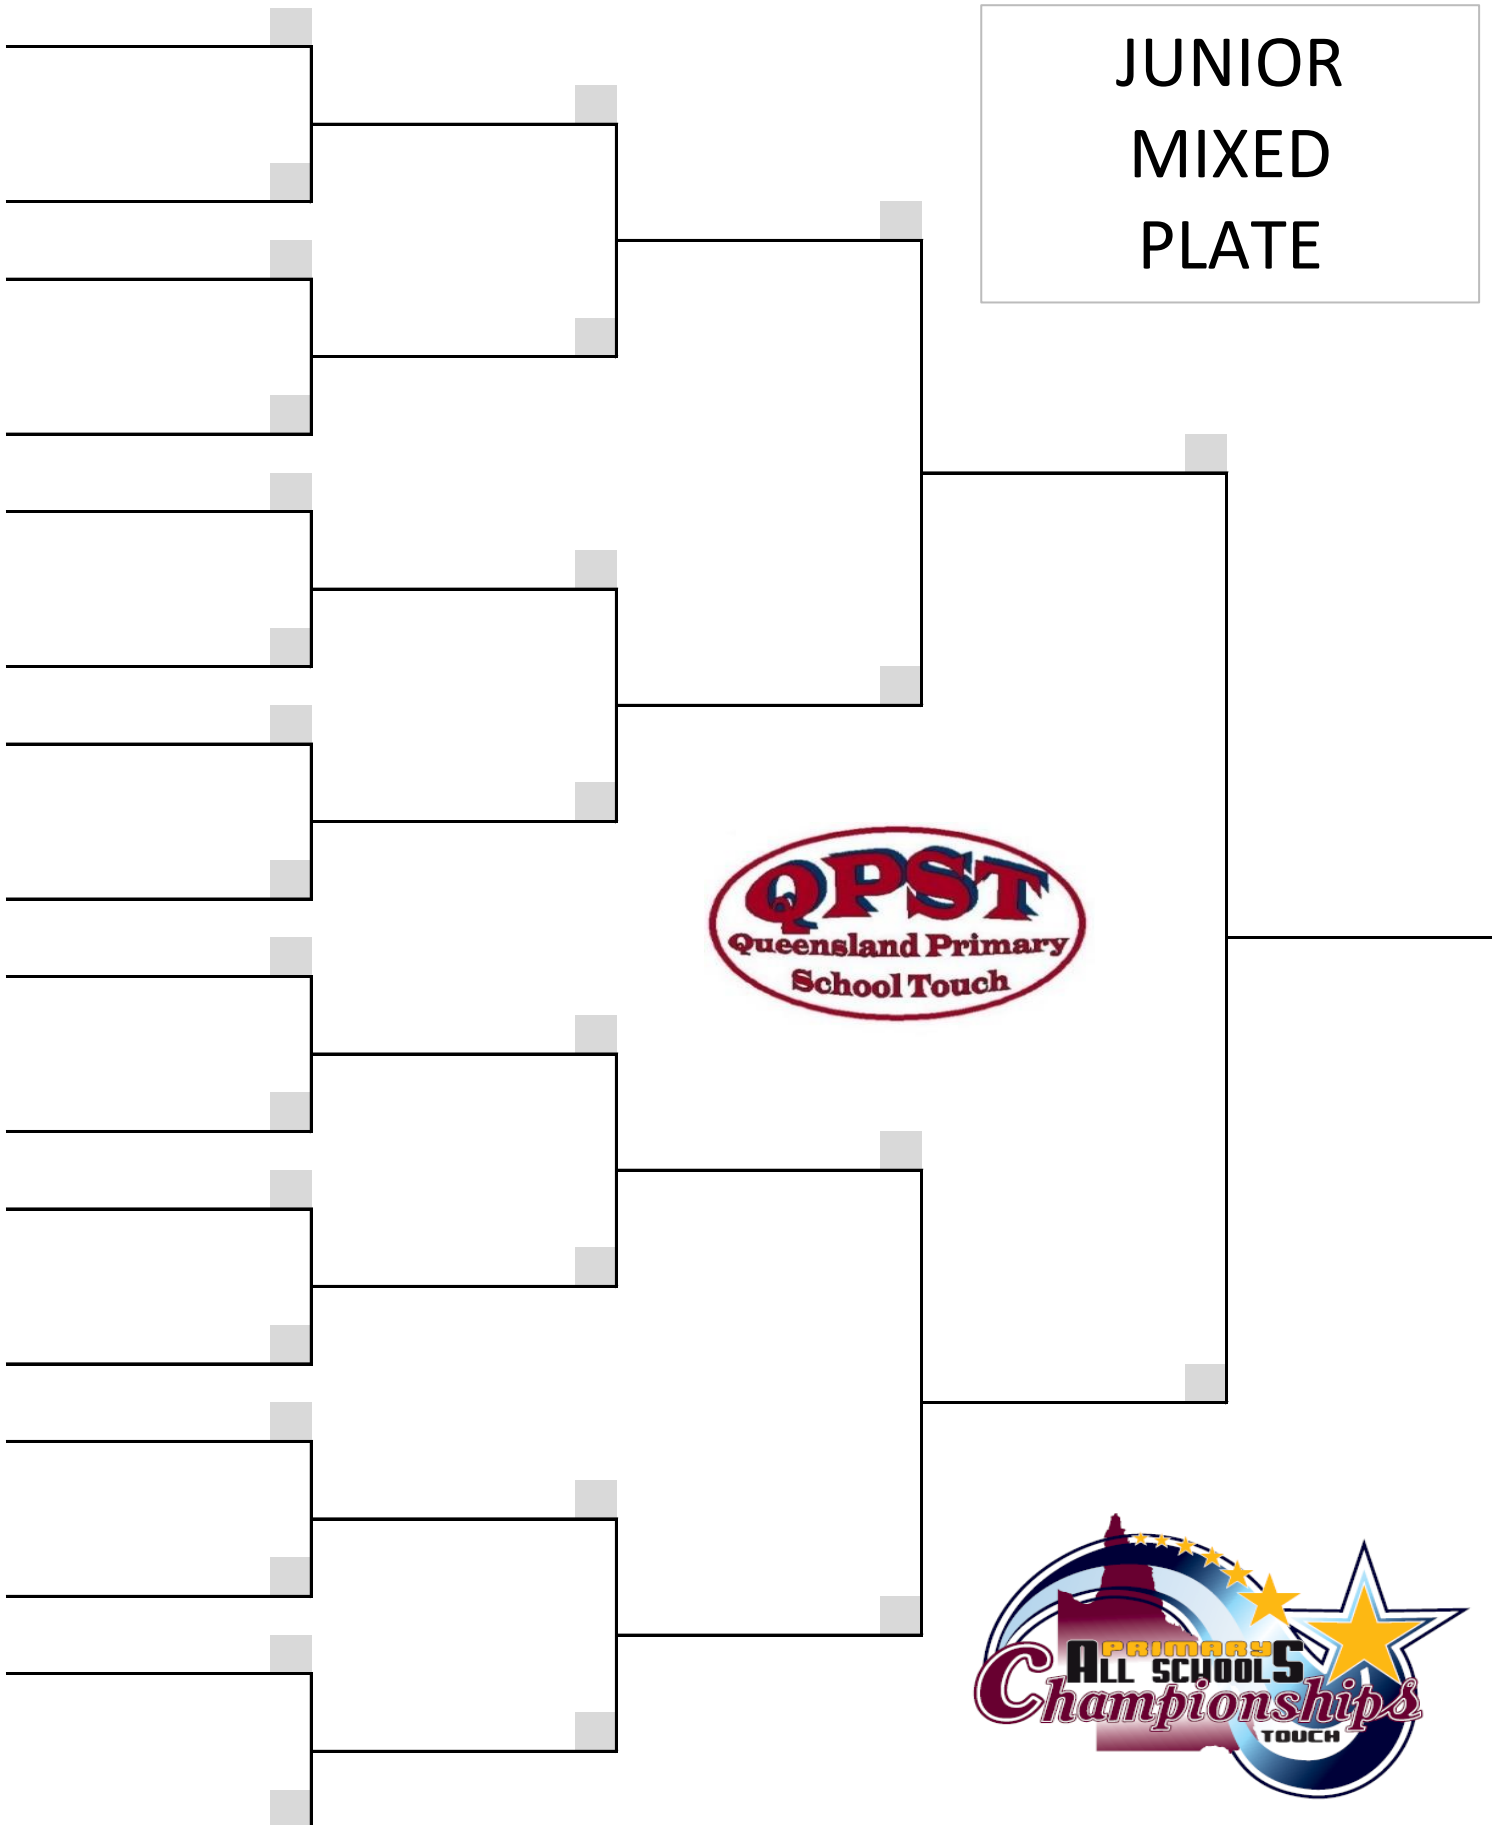 JUNIOR
MIXED
PLATE
QPST
Queensland Primary
School Touch
PRIMARY
ALL SCHOOLS
Championships
TOUCH